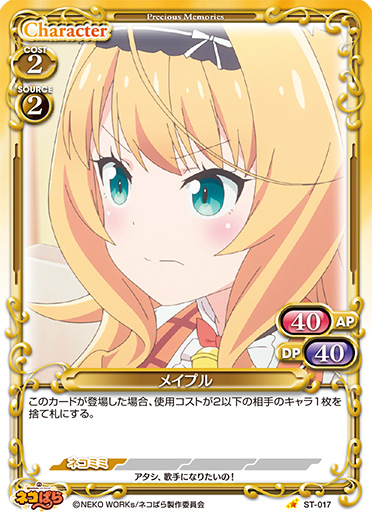 Precious Memories
Character
COST
2
SOURCE
2
40 AP
DP 40
メイプル
このカードが登場した場合、使用コストが2以下の相手のキャラ1枚を
捨て札にする。
ネコミミ
アタシ、歌手になりたいの!
ネコぱら
©NEKO WORKs/ネコぱら製作委員会
ST-017